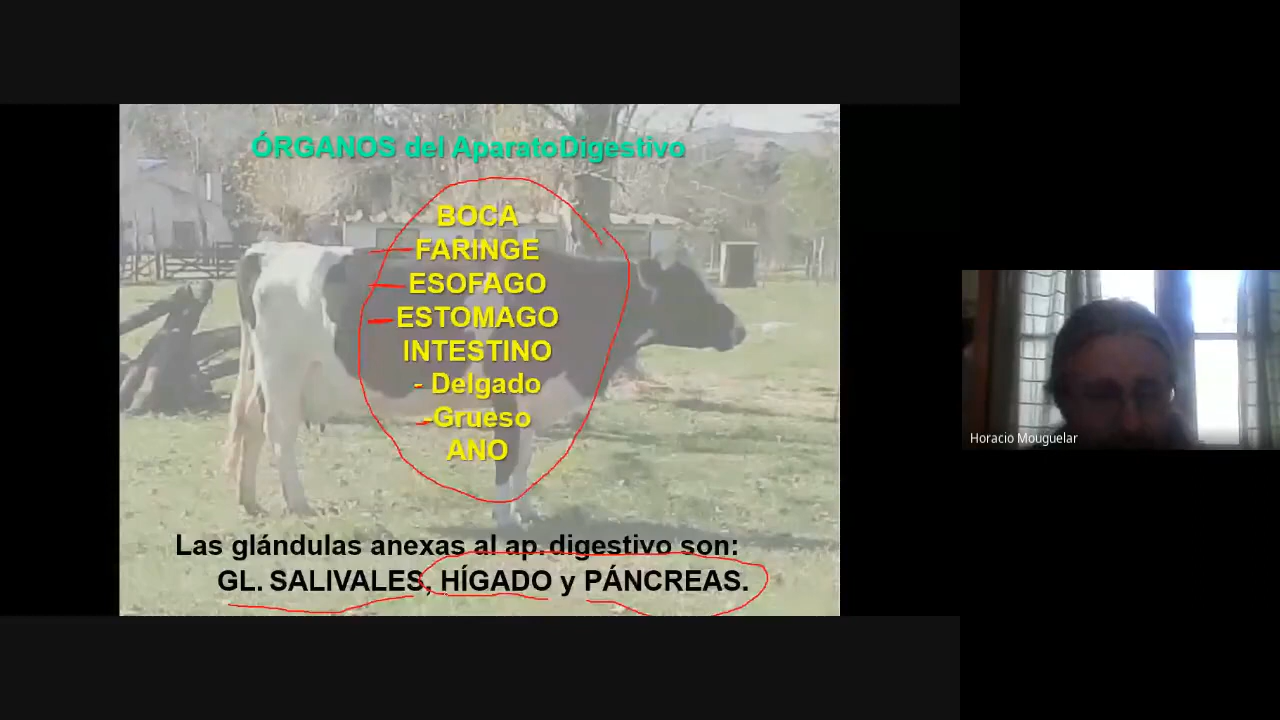 ÓRGANOS del AparatoDigestivo
BOCA
FARINGE
ESOFAGO
ESTOMAGO
INTESTINO
- Delgado
-Grueso
ANO
Las glándulas anexas al ap.digestivo son:
GL. SALIVALES, HÍGADO y PÁNCREAS.
Horacio Mouguelar